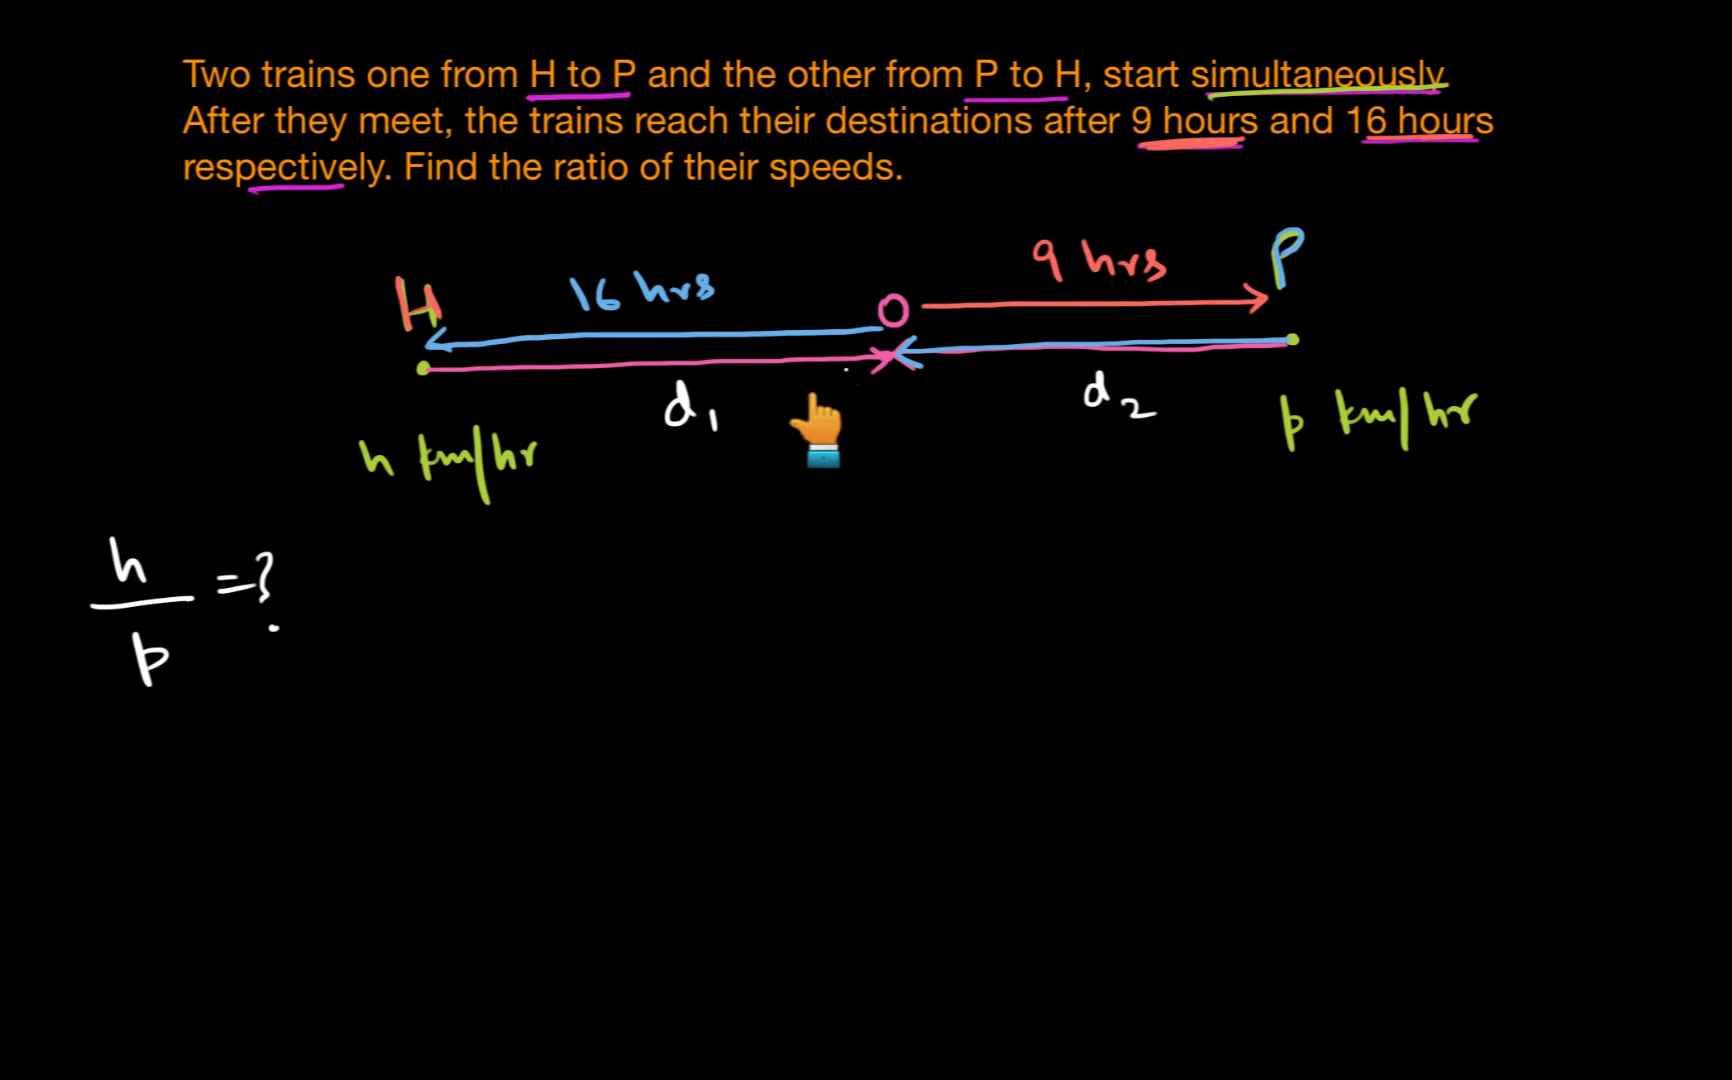 Two trains one from H to P and the other from P to H, start simultaneously
After they meet, the trains reach their destinations after 9 hours and 16 hours
respectively. Find the ratio of their speeds.
H 16 hrs O 9 hrs P
d1 d2
h km/hr p km/hr
h
p
=?